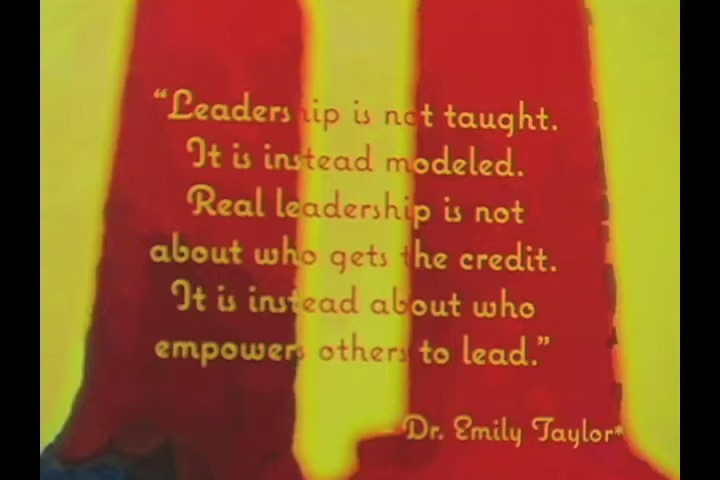 “Leadership is not taught.
It is instead modeled.
Real leadership is not
about who gets the credit.
It is instead about who
empowers others to lead.”
– Dr. Emily Taylor*